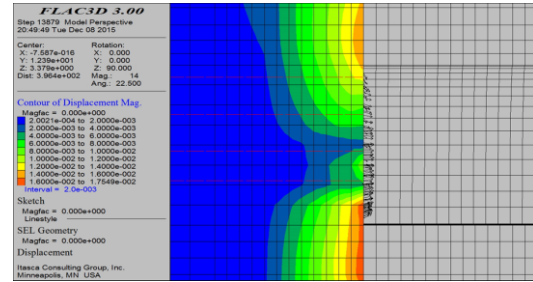 FLAC3D 3.00
Step 13879 Model Perspective
20:49:49 Tue Dec 08 2015
Center:
X: -7.587e-016
Y: 1.239e+001
Z: 3.379e+000
Dist: 3.964e+002
Rotation:
X: 0.000
Y: 0.000
Z: 90.000
Mag.: 14
Ang.: 22.500
Contour of Displacement Mag.
Magfac = 0.000e+000
2.0021e-004 to 2.0000e-003
2.0000e-003 to 4.0000e-003
4.0000e-003 to 6.0000e-003
6.0000e-003 to 8.0000e-003
8.0000e-003 to 1.0000e-002
1.0000e-002 to 1.2000e-002
1.2000e-002 to 1.4000e-002
1.4000e-002 to 1.6000e-002
1.6000e-002 to 1.7549e-002
Interval = 2.0e-003
Sketch
Magfac = 0.000e+000
Linestyle
SEL Geometry
Magfac = 0.000e+000
Displacement
Itasca Consulting Group, Inc.
Minneapolis, MN USA